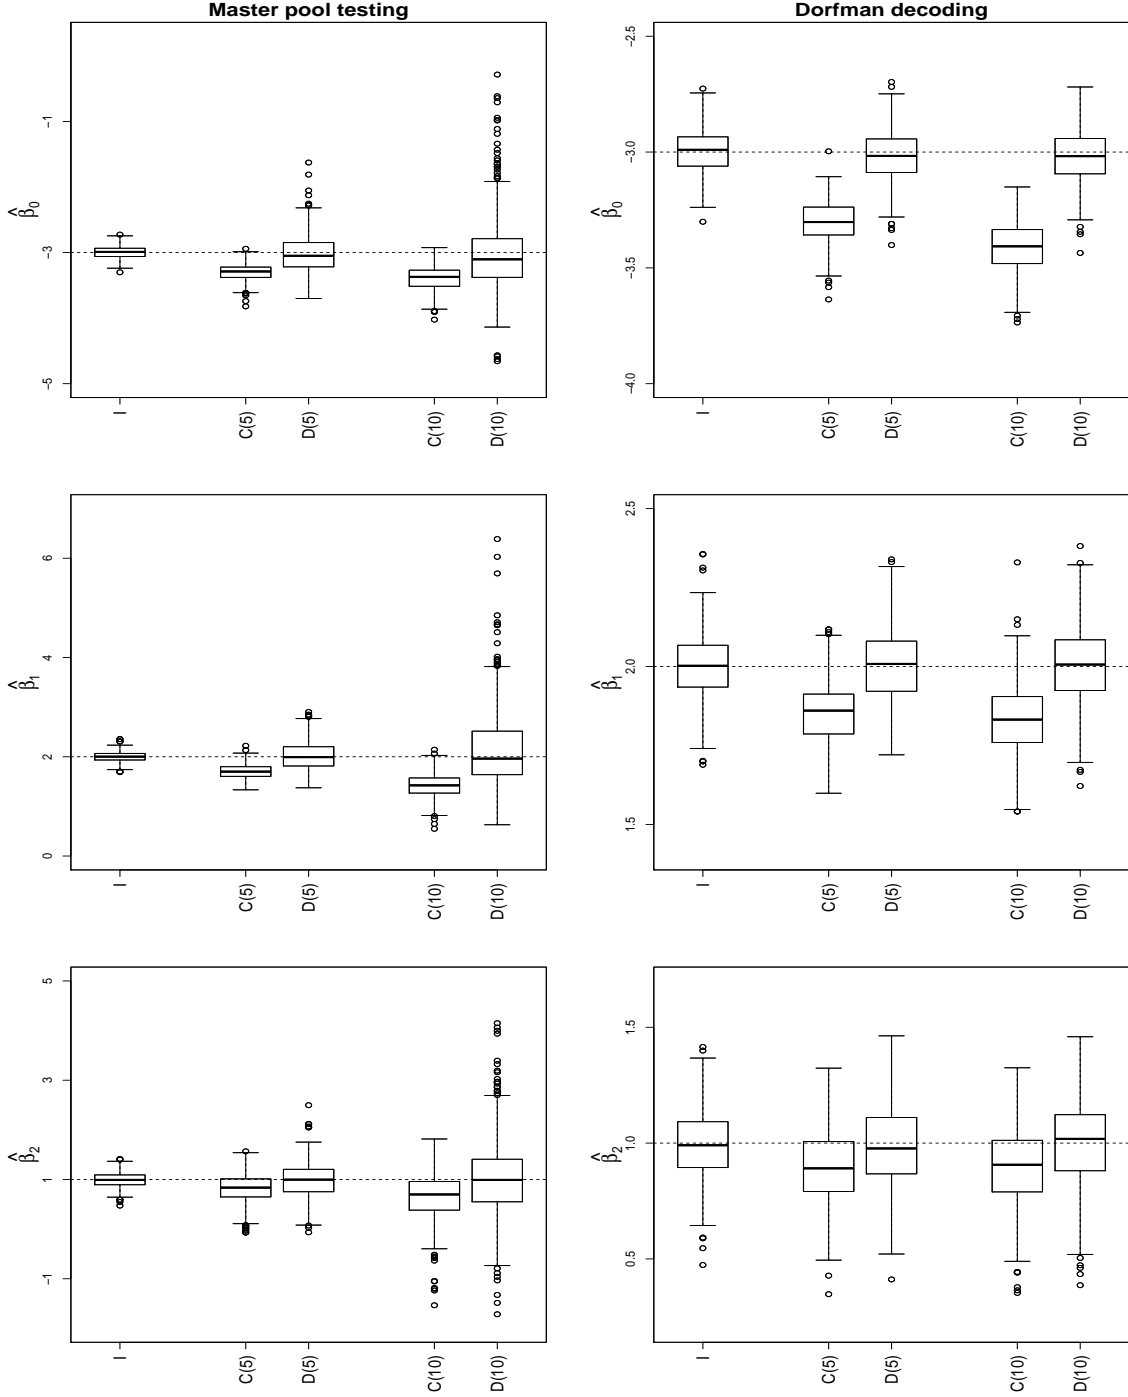 Master pool testing
Dorfman decoding
β̂0
-1
-3
-5
I
C(5)
D(5)
C(10)
D(10)
β̂0
-2.5
-3.0
-3.5
-4.0
I
C(5)
D(5)
C(10)
D(10)
β̂1
6
4
2
0
I
C(5)
D(5)
C(10)
D(10)
β̂1
2.5
2.0
1.5
I
C(5)
D(5)
C(10)
D(10)
β̂2
5
3
1
-1
I
C(5)
D(5)
C(10)
D(10)
β̂2
1.5
1.0
0.5
I
C(5)
D(5)
C(10)
D(10)